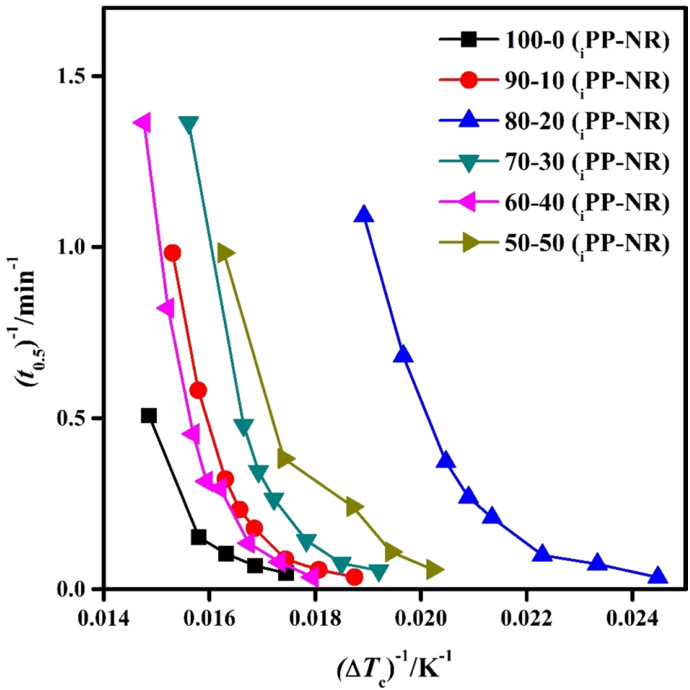 100-0 (iPP-NR)
90-10 (iPP-NR)
80-20 (iPP-NR)
70-30 (iPP-NR)
60-40 (iPP-NR)
50-50 (iPP-NR)
1.5
1.0
0.5
0.0
(t0.5)-1/min-1
0.014 0.016 0.018 0.020 0.022 0.024
(ΔTc)-1/K-1